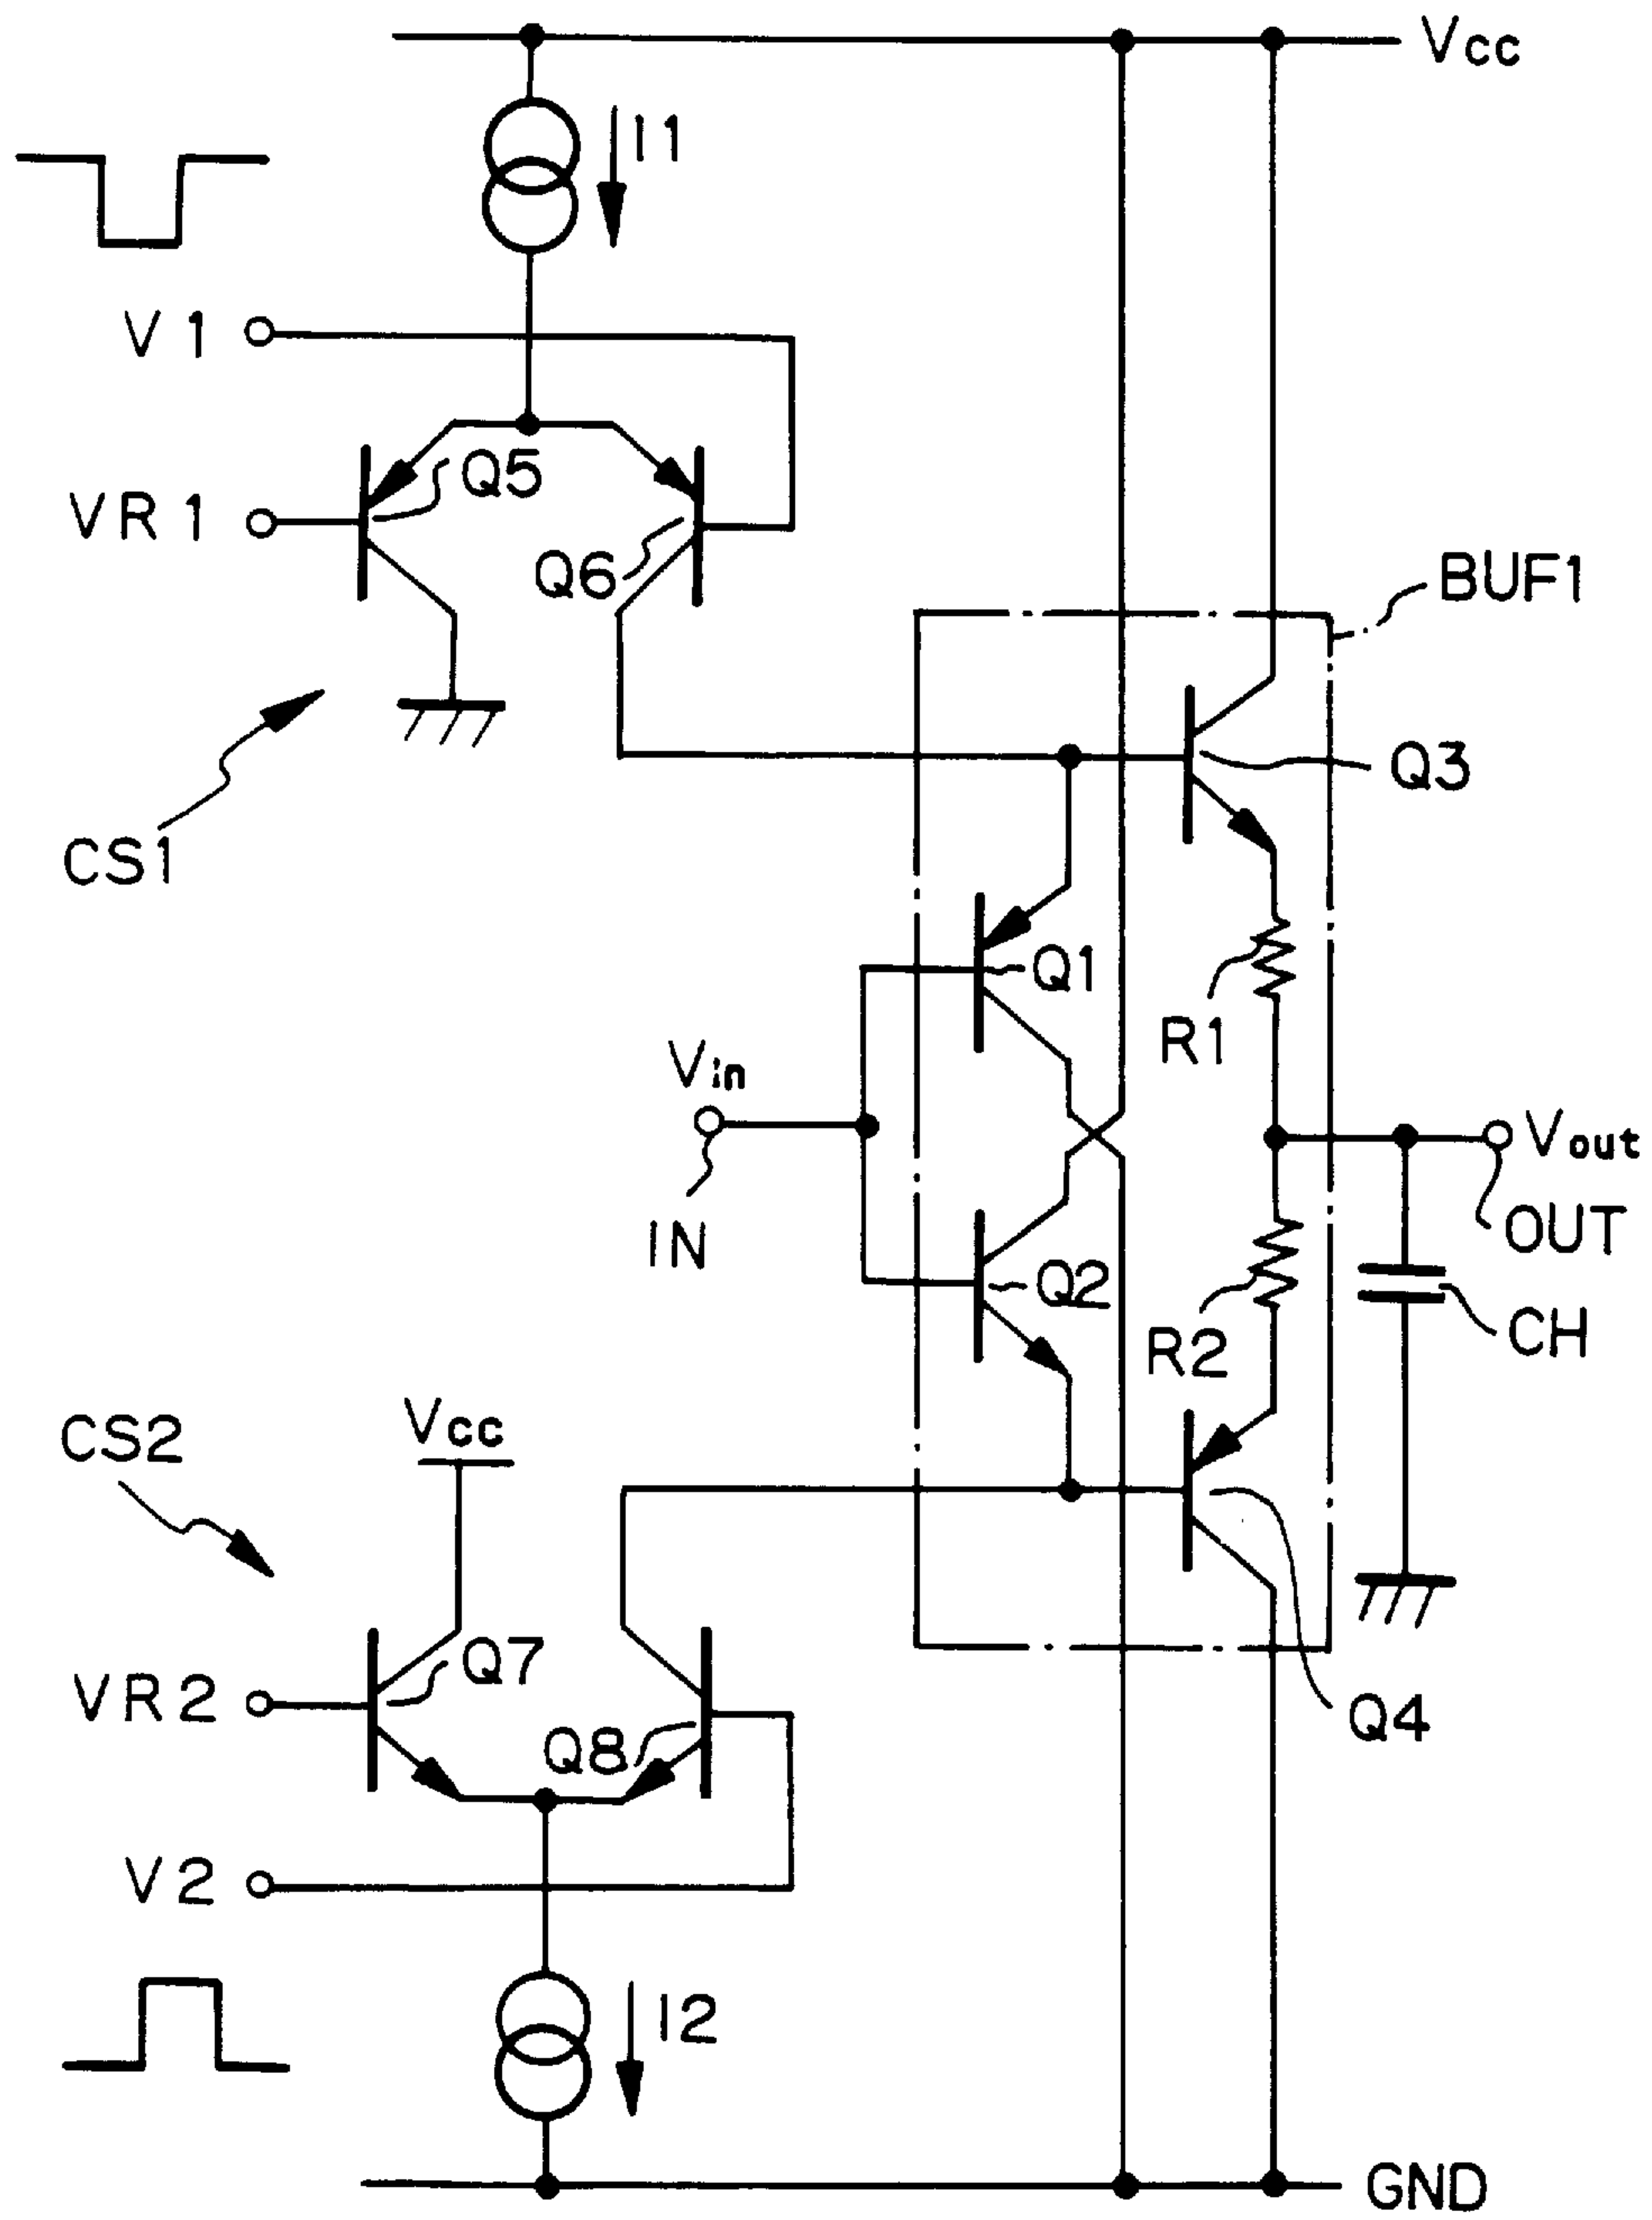 Vcc
I1
V1
Q5
VR1
Q6
BUF1
Q3
CS1
Q1
R1
Vin
Vout
IN
OUT
Q2
CH
R2
Vcc
CS2
Q7
VR2
Q4
Q8
V2
I2
GND